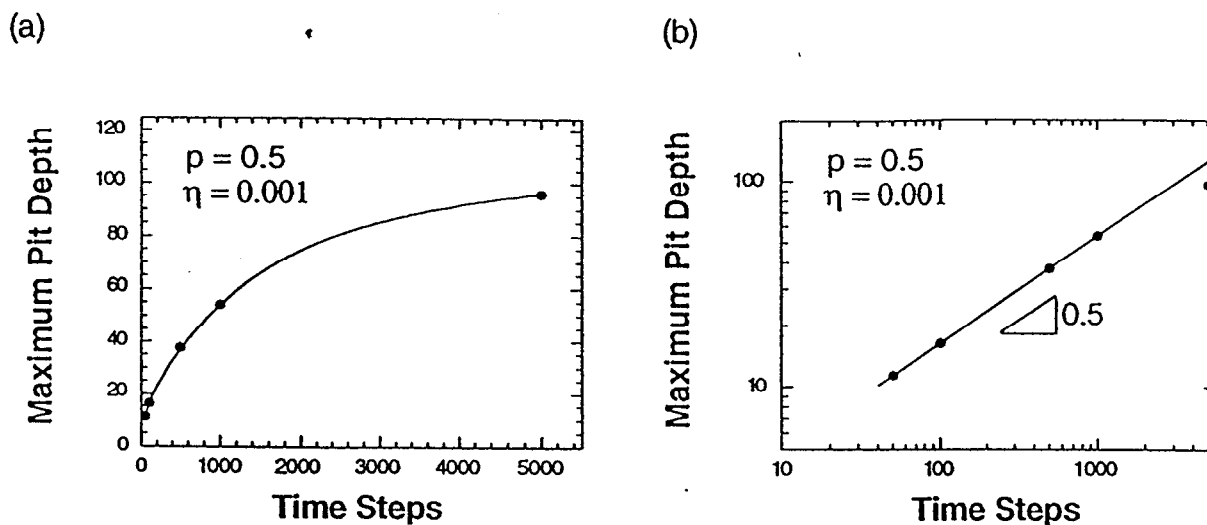 (a)
Maximum Pit Depth
120
100
80
60
40
20
0
p = 0.5
η = 0.001
0 1000 2000 3000 4000 5000
Time Steps
(b)
Maximum Pit Depth
100
10
p = 0.5
η = 0.001
0.5
10 100 1000
Time Steps